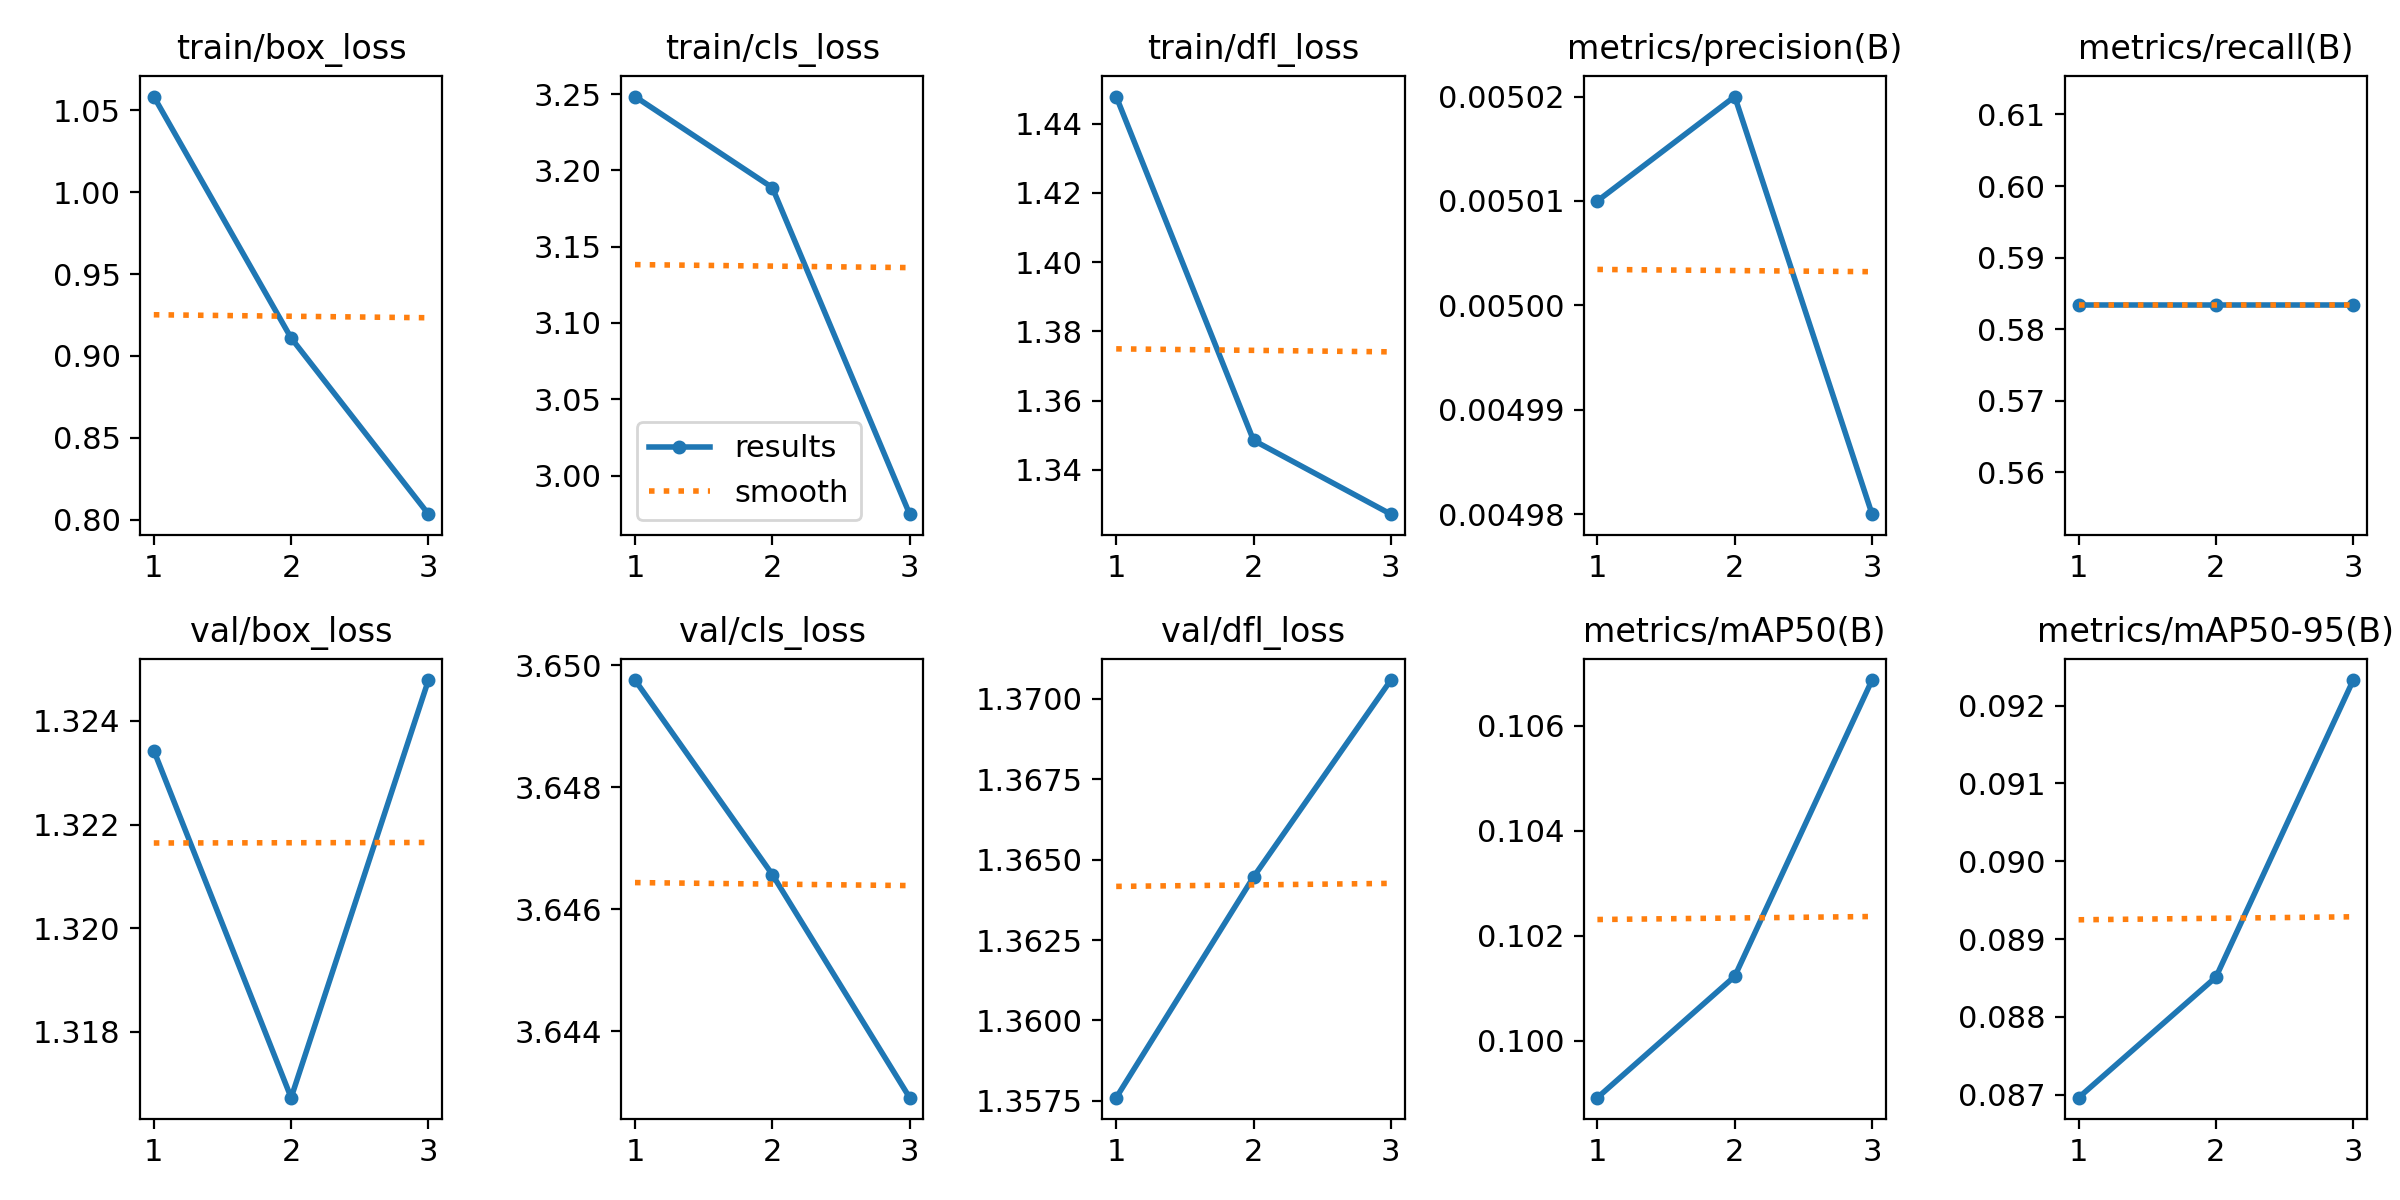 train/box_loss
1.05
1.00
0.95
0.90
0.85
0.80
1 2 3
train/cls_loss
3.25
3.20
3.15
3.10
3.05
3.00
results
smooth
1 2 3
train/dfl_loss
1.44
1.42
1.40
1.38
1.36
1.34
1 2 3
metrics/precision(B)
0.00502
0.00501
0.00500
0.00499
0.00498
1 2 3
metrics/recall(B)
0.61
0.60
0.59
0.58
0.57
0.56
1 2 3
val/box_loss
1.324
1.322
1.320
1.318
1 2 3
val/cls_loss
3.650
3.648
3.646
3.644
1 2 3
val/dfl_loss
1.3700
1.3675
1.3650
1.3625
1.3600
1.3575
1 2 3
metrics/mAP50(B)
0.106
0.104
0.102
0.100
1 2 3
metrics/mAP50-95(B)
0.092
0.091
0.090
0.089
0.088
0.087
1 2 3